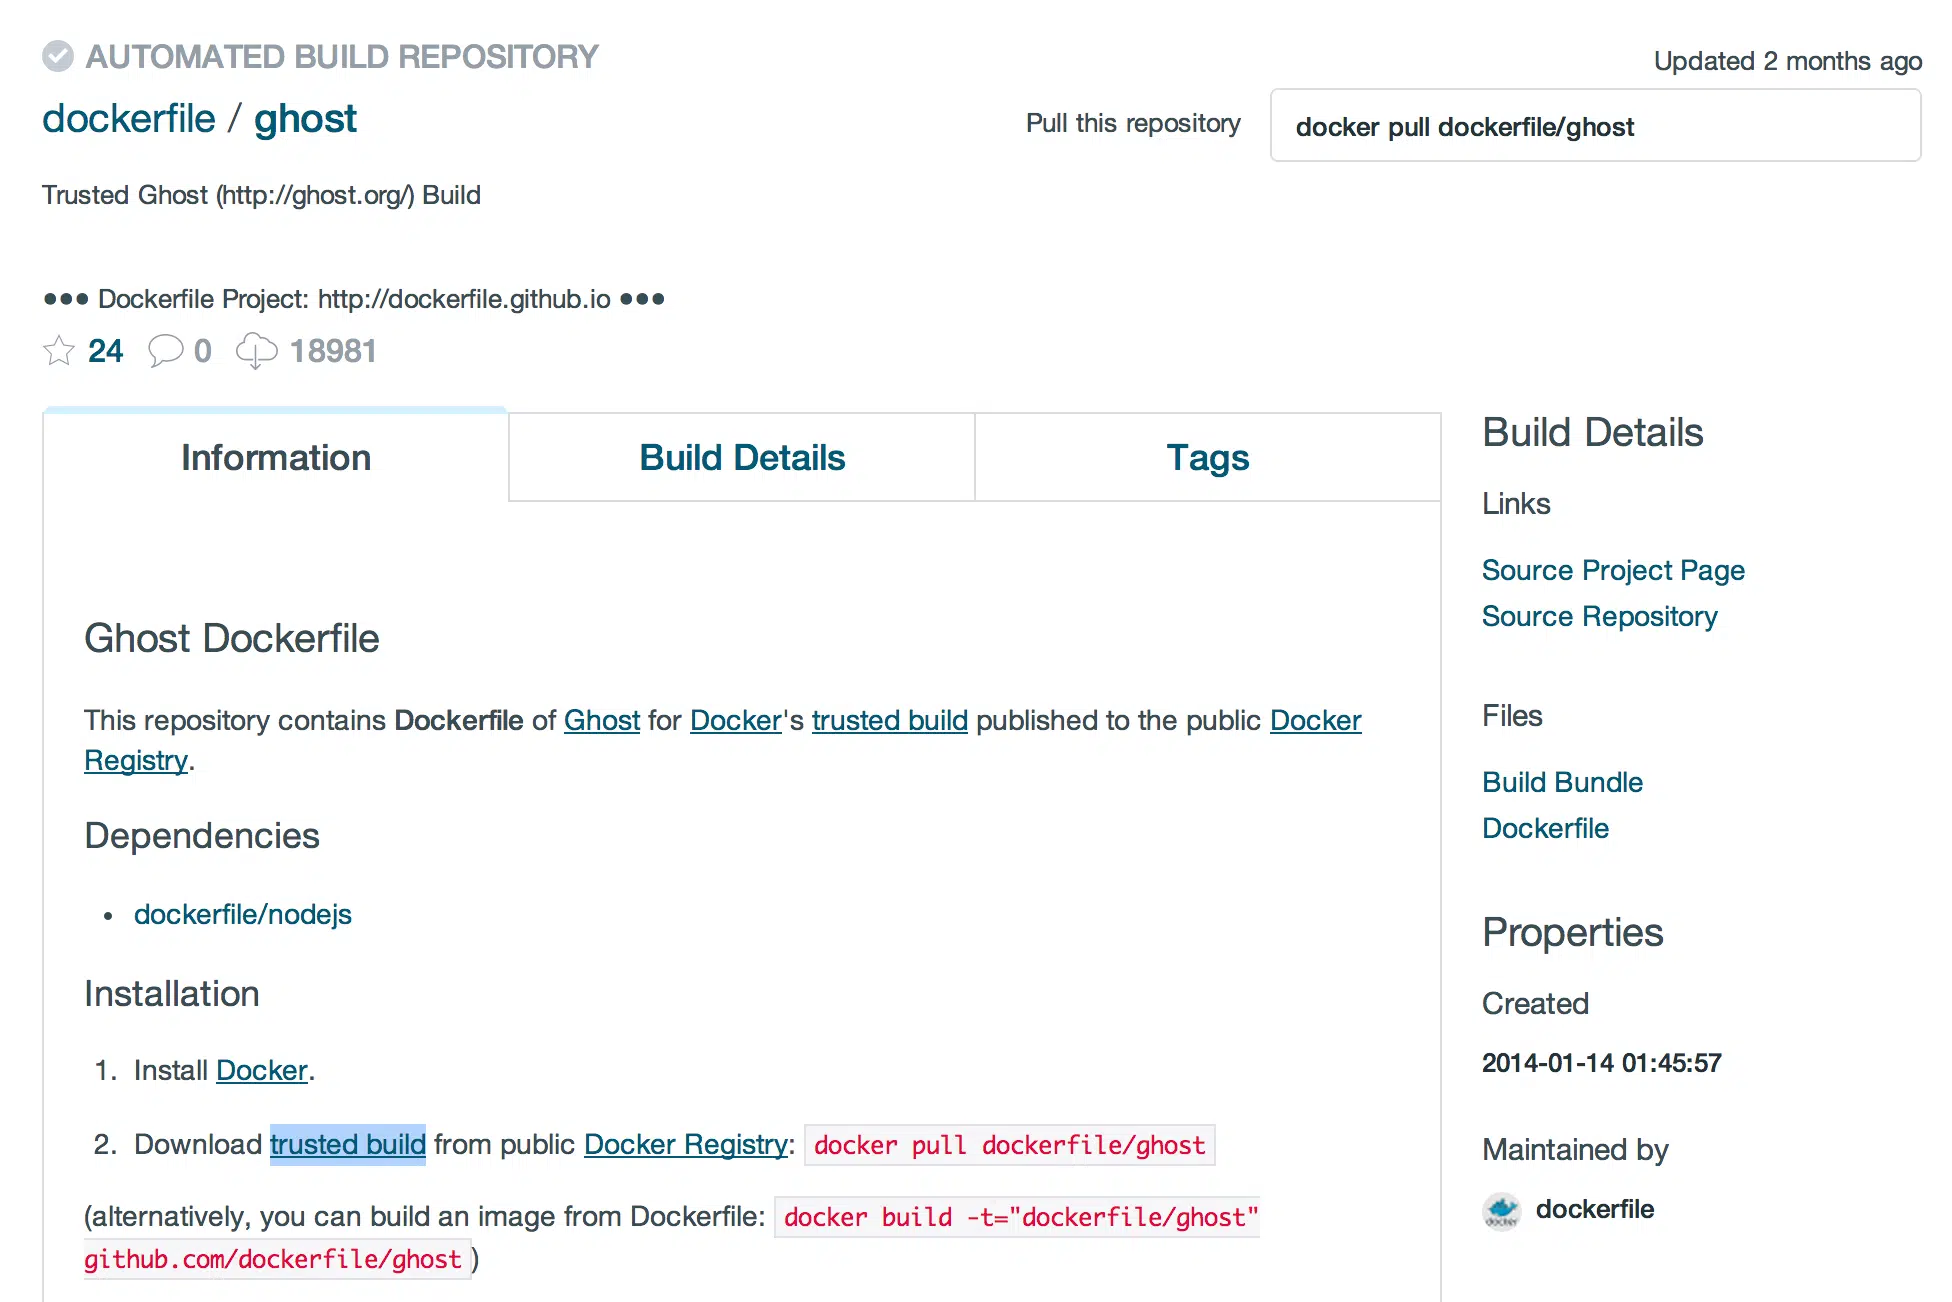 AUTOMATED BUILD REPOSITORY
Updated 2 months ago
dockerfile / ghost
Pull this repository
docker pull dockerfile/ghost
Trusted Ghost (http://ghost.org/) Build
••• Dockerfile Project: http://dockerfile.github.io •••
24 0 18981
Information
Build Details
Tags
Ghost Dockerfile
This repository contains Dockerfile of Ghost for Docker's trusted build published to the public Docker
Registry.
Dependencies
• dockerfile/nodejs
Installation
1. Install Docker.
2. Download trusted build from public Docker Registry: docker pull dockerfile/ghost
(alternatively, you can build an image from Dockerfile: docker build -t="dockerfile/ghost"
github.com/dockerfile/ghost)
Build Details
Links
Source Project Page
Source Repository
Files
Build Bundle
Dockerfile
Properties
Created
2014-01-14 01:45:57
Maintained by
docker
dockerfile